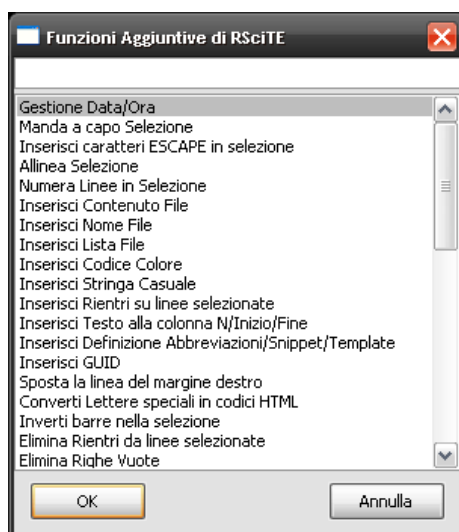 Funzioni Aggiuntive di RSciTE
Gestione Data/Ora
Manda a capo Selezione
Inserisci caratteri ESCAPE in selezione
Allinea Selezione
Numera Linee in Selezione
Inserisci Contenuto File
Inserisci Nome File
Inserisci Lista File
Inserisci Codice Colore
Inserisci Stringa Casuale
Inserisci Rientri su linee selezionate
Inserisci Testo alla colonna N/Inizio/Fine
Inserisci Definizione Abbreviazioni/Snippet/Template
Inserisci GUID
Sposta la linea del margine destro
Converti Lettere speciali in codici HTML
Inverti barre nella selezione
Elimina Rientri da linee selezionate
Elimina Righe Vuote
OK Annulla